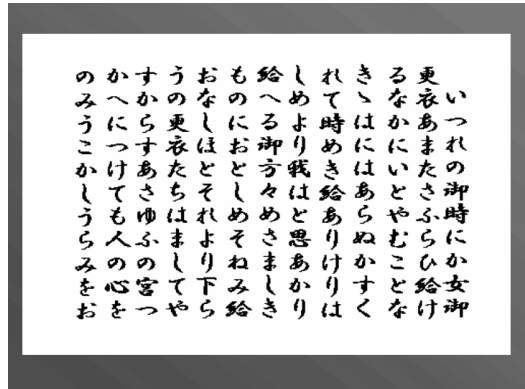 いつれの御時にか女御
更衣あまたさふらひ給け
るなかにいとやむことな
きゝはにはあらぬかすく
れて時めき給ありけりは
しめより我はと思あかり
給へる御方々めさましき
ものにおとしめそねみ給
おなしほとそれより下ら
うの更衣たちはましてや
すからすあさゆふの宮つ
かへにつけても人の心を
のみうこかしうらみをお